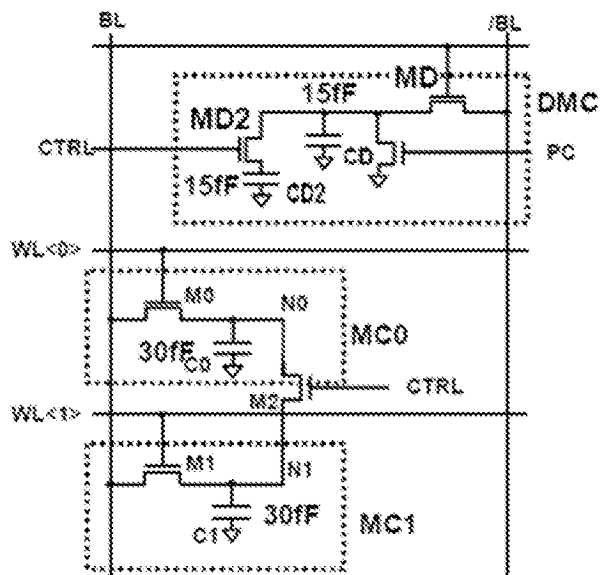 BL
/BL
MD
15fF
DMC
MD2
CTRL
CD
PC
15fF
CD2
WL<0>
M0
N0
MC0
30fF
C0
CTRL
M2
WL<1>
M1
N1
30fF
C1
MC1